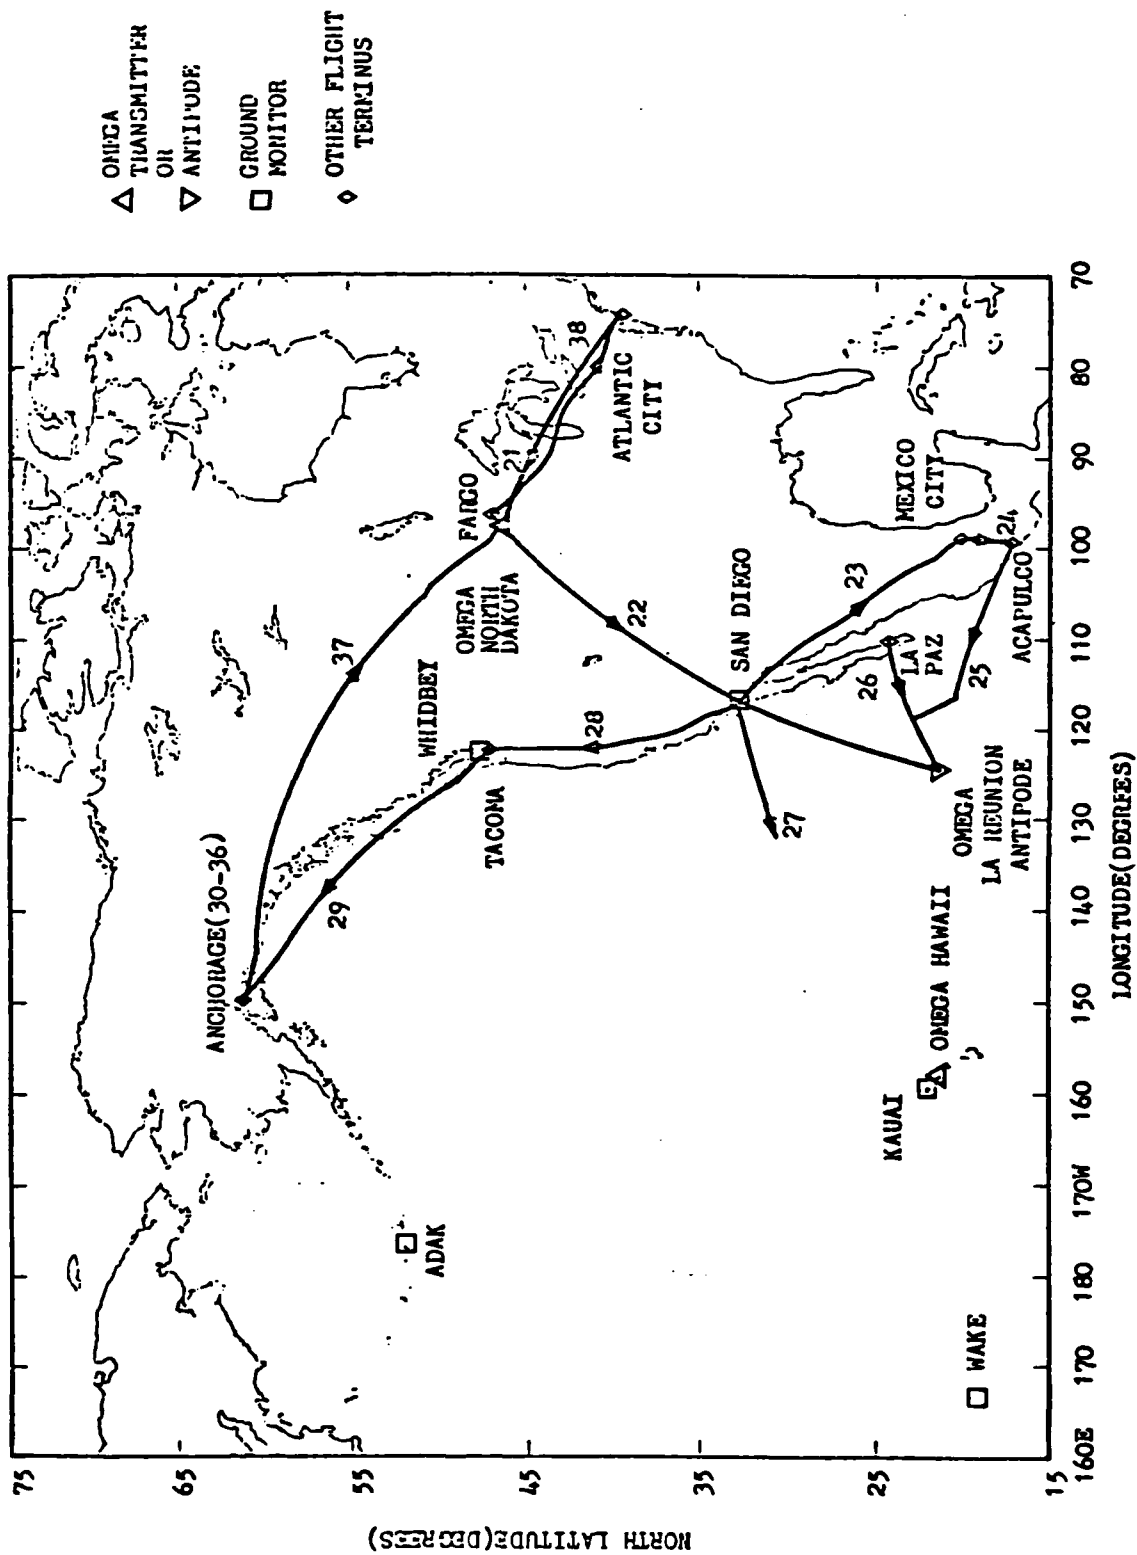 OMEGA
TRANSMITTER
OR
ANTIPODE
GROUND
MONITOR
OTHER FLIGHT
TERMINUS
NORTH LATITUDE(DEGREES)
75
65
55
45
35
25
15
ANCHORAGE(30-36)
37
29
WHIDBEY
TACOMA
FARGO
OMEGA
NORTH
DAKOTA
21
38
ATLANTIC
CITY
22
28
SAN DIEGO
23
MEXICO
CITY
24
ACAPULCO
25
26
LA
PAZ
27
OMEGA
LA REUNION
ANTIPODE
OMEGA HAWAII
KAUAI
ADAK
WAKE
160E
170
180
170W
160
150
140
130
120
110
100
90
80
70
LONGITUDE(DEGREES)